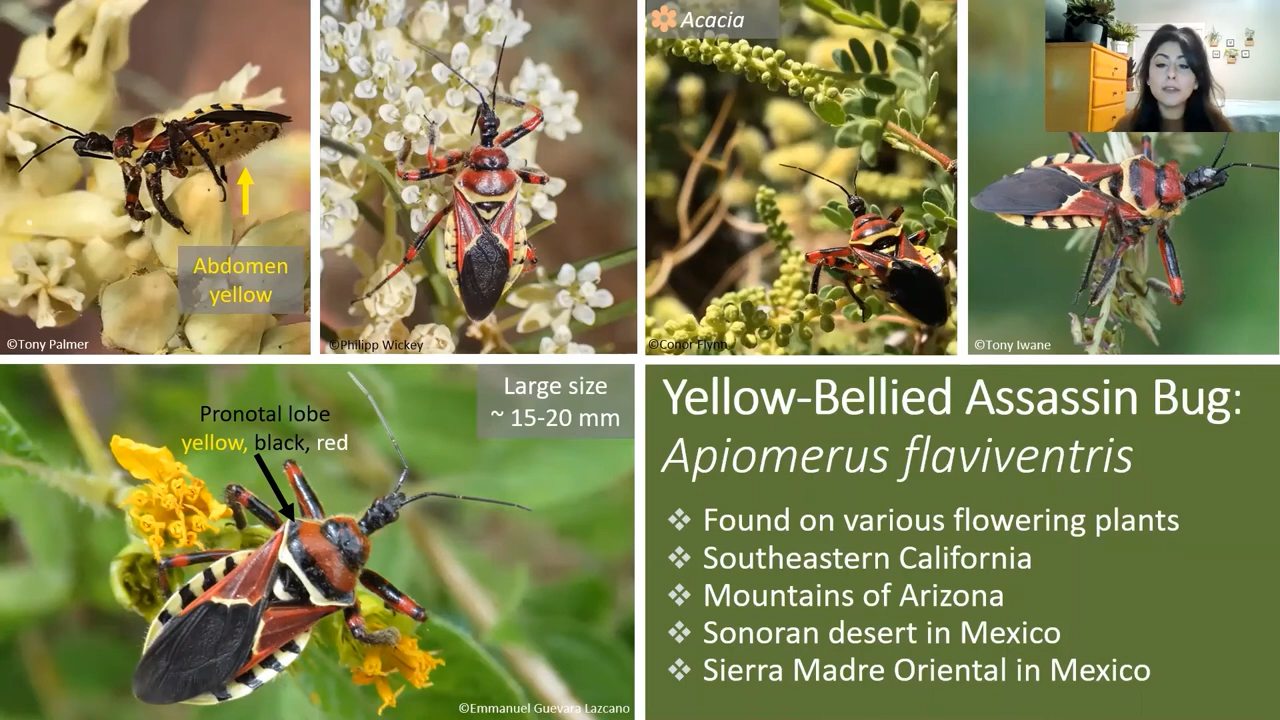 Acacia
Abdomen
yellow
©Tony Palmer
©Philipp Wickey
©Conor Flynn
©Tony Iwane
Large size
~ 15-20 mm
Pronotal lobe
yellow, black, red
©Emmanuel Guevara Lazcano
Yellow-Bellied Assassin Bug:
Apiomerus flaviventris
❖ Found on various flowering plants
❖ Southeastern California
❖ Mountains of Arizona
❖ Sonoran desert in Mexico
❖ Sierra Madre Oriental in Mexico